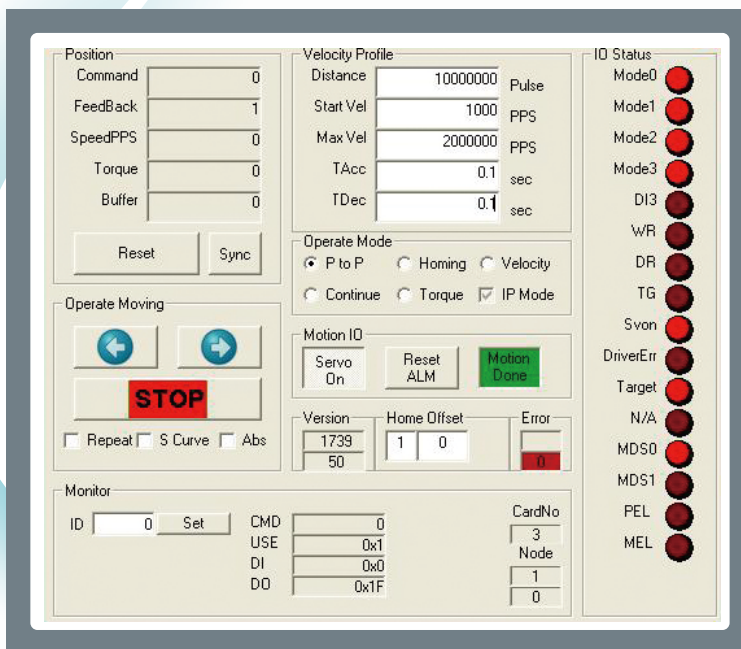 Position
Command 0
FeedBack 1
SpeedPPS 0
Torque 0
Buffer 0
Reset Sync
Operate Moving
STOP
Repeat S Curve Abs
Velocity Profile
Distance 10000000 Pulse
Start Vel 1000 PPS
Max Vel 2000000 PPS
TAcc 0.1 sec
TDec 0.1 sec
Operate Mode
P to P Homing Velocity
Continue Torque IP Mode
Motion IO
Servo On
Reset ALM
Motion Done
Version
1739
50
Home Offset
1 0
Error
0
Monitor
ID 0 Set
CMD 0
USE 0x1
DI 0x0
DO 0x1F
CardNo
3
Node
1
0
IO Status
Mode0
Mode1
Mode2
Mode3
DI3
WR
DR
TG
Svon
DriverErr
Target
N/A
MDS0
MDS1
PEL
MEL